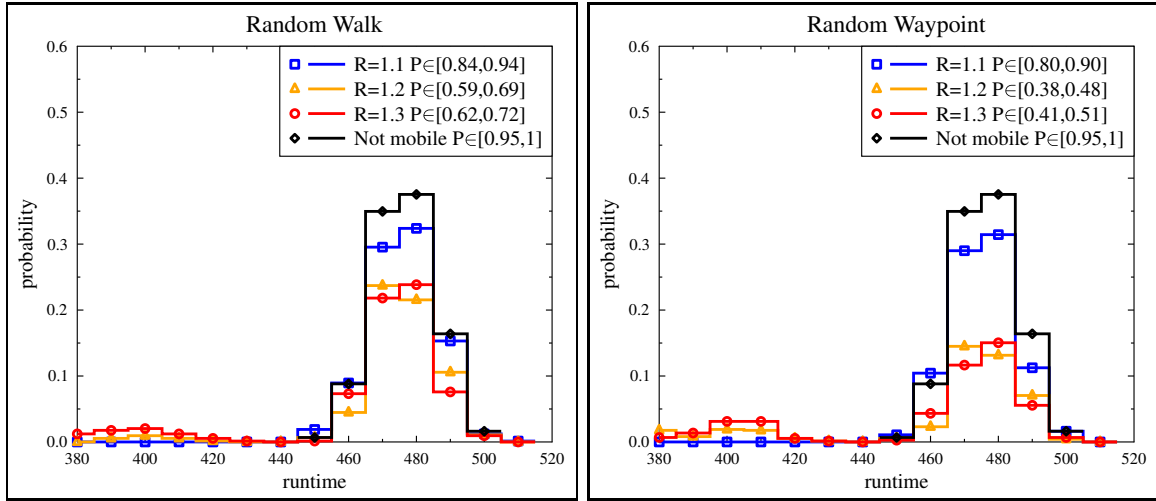 Random Walk
R=1.1 P∈[0.84,0.94]
R=1.2 P∈[0.59,0.69]
R=1.3 P∈[0.62,0.72]
Not mobile P∈[0.95,1]
0.6
0.5
0.4
0.3
0.2
0.1
0.0
probability
380 400 420 440 460 480 500 520
runtime
Random Waypoint
R=1.1 P∈[0.80,0.90]
R=1.2 P∈[0.38,0.48]
R=1.3 P∈[0.41,0.51]
Not mobile P∈[0.95,1]
0.6
0.5
0.4
0.3
0.2
0.1
0.0
probability
380 400 420 440 460 480 500 520
runtime